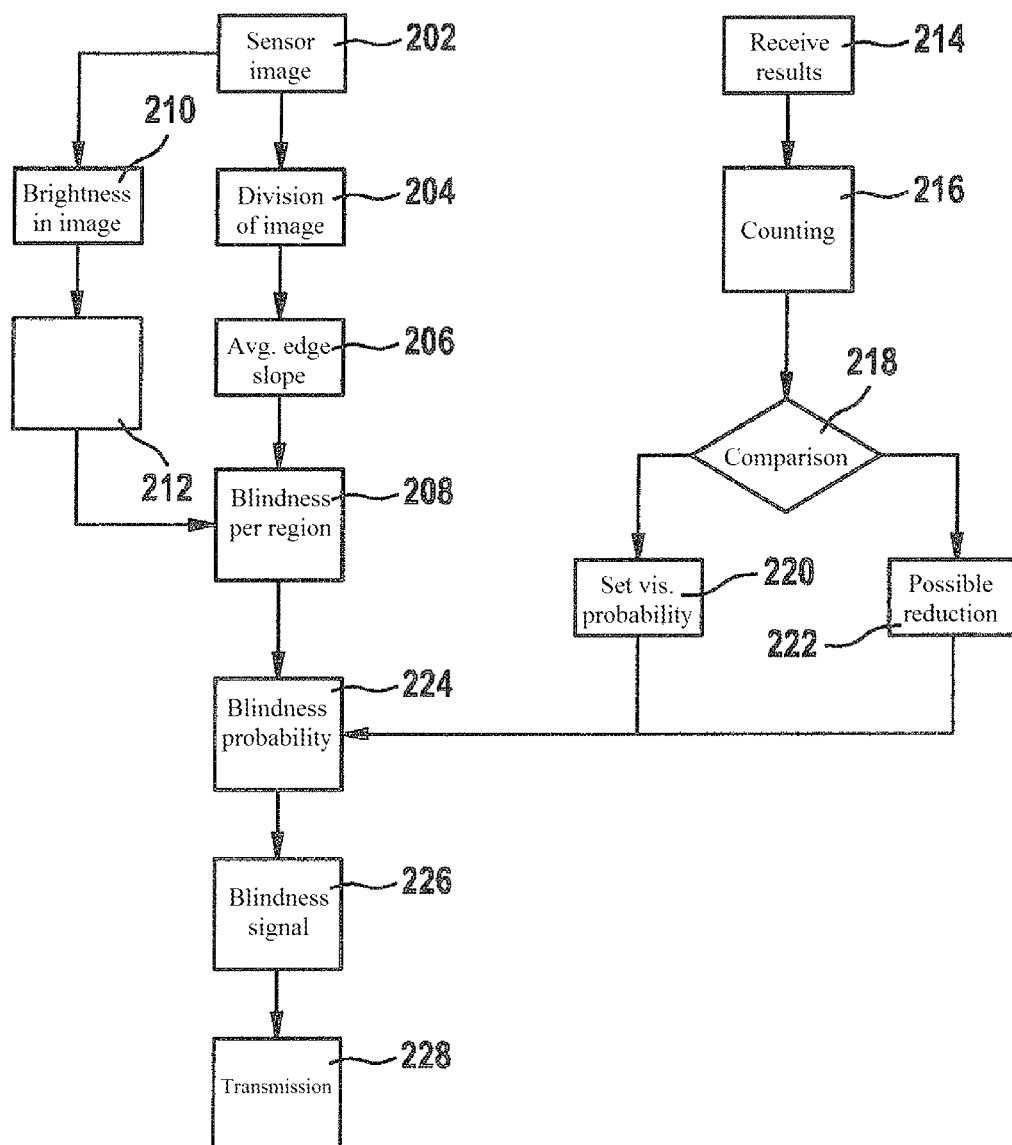 Sensor
image
202
Receive
results
214
210
Brightness
in image
Division
of image
204
Counting
216
Avg. edge
slope
206
218
Comparison
212
Blindness
per region
208
Set vis.
probability
220
Possible
reduction
222
Blindness
probability
224
Blindness
signal
226
Transmission
228